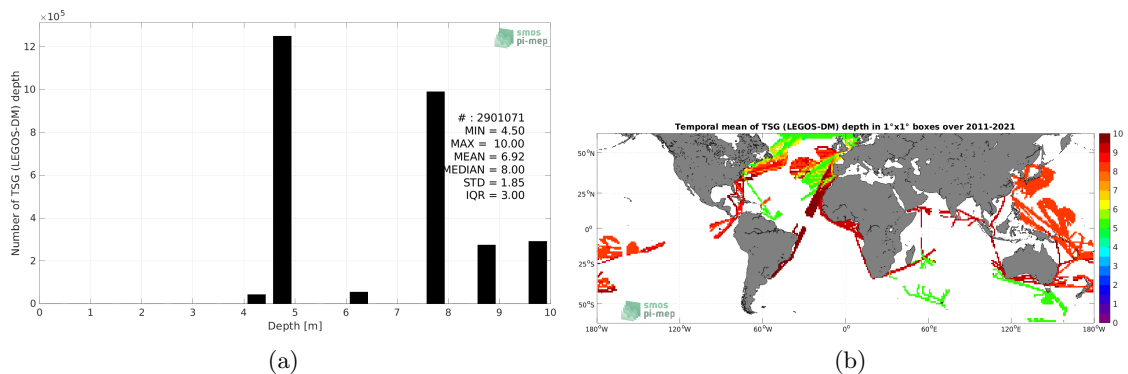 ×10⁵
smos
pi-mep
12
10
8
6
4
2
0
Number of TSG (LEGOS-DM) depth
# : 2901071
MIN = 4.50
MAX = 10.00
MEAN = 6.92
MEDIAN = 8.00
STD = 1.85
IQR = 3.00
0 1 2 3 4 5 6 7 8 9 10
Depth [m]
(a)
Temporal mean of TSG (LEGOS-DM) depth in 1°x1° boxes over 2011-2021
50°N
25°N
0°
25°S
50°S
180°W 120°W 60°W 0° 60°E 120°E 180°E
smos
pi-mep
10
9
8
7
6
5
4
3
2
1
0
(b)